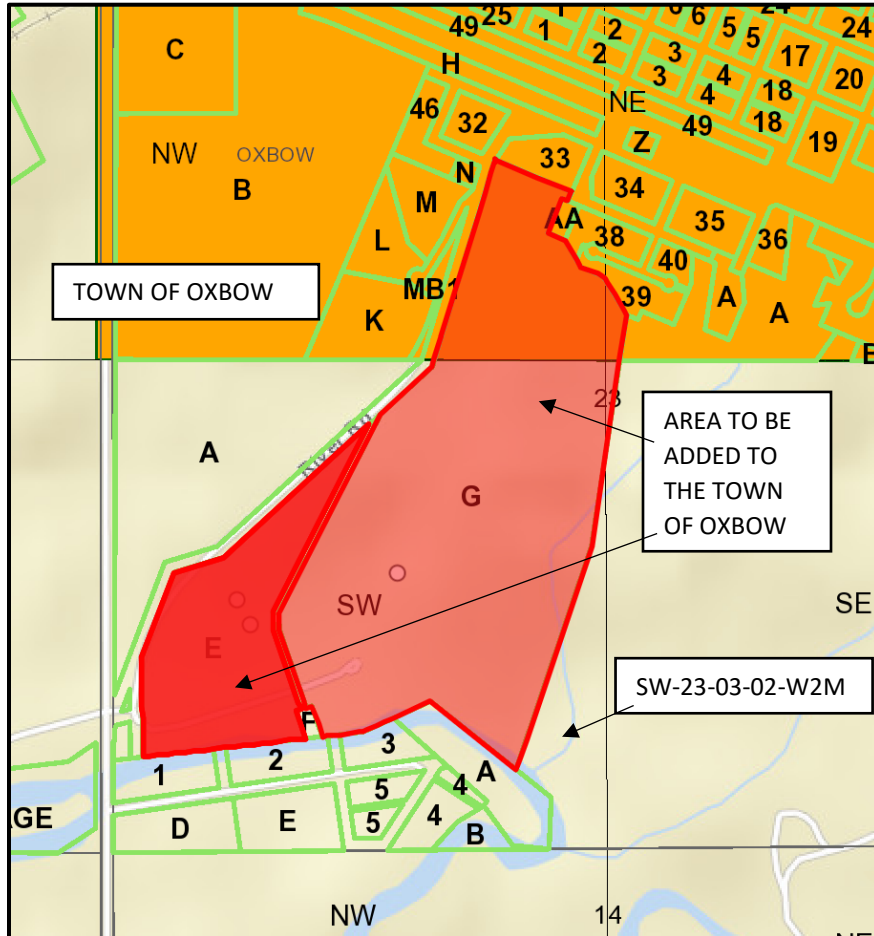 C
49
25
1
1
2
2
6
6
5
5
24
24
H
3
3
4
4
17
18
18
20
NE
46
32
49
19
Z
NW
OXBOW
B
N
33
34
M
AA
35
L
38
36
40
TOWN OF OXBOW
MB1
K
39
A
A
23
River Rd
A
AREA TO BE
ADDED TO
THE TOWN
OF OXBOW
G
SW
SE
E
SW-23-03-02-W2M
F
1
2
3
A
5
4
5
4
AGE
D
E
B
NW
14
NE